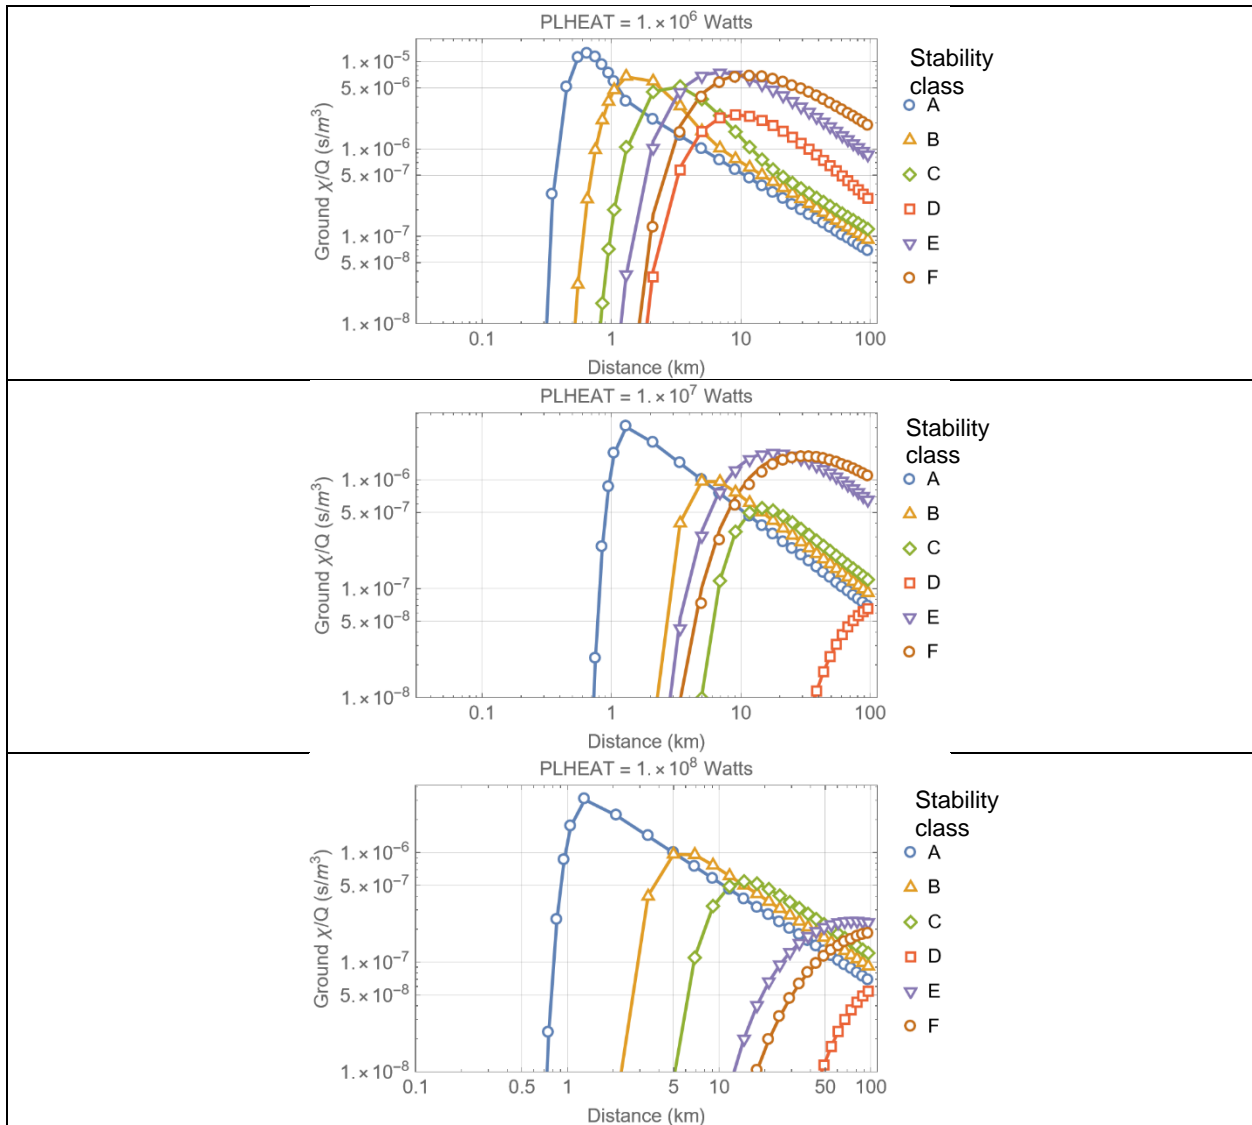 PLHEAT = 1. × 10⁶ Watts
Ground χ/Q (s/m³)
1. × 10⁻⁵
5. × 10⁻⁶
1. × 10⁻⁶
5. × 10⁻⁷
1. × 10⁻⁷
5. × 10⁻⁸
1. × 10⁻⁸
0.1 1 10 100
Distance (km)
Stability
class
A
B
C
D
E
F
PLHEAT = 1. × 10⁷ Watts
Ground χ/Q (s/m³)
1. × 10⁻⁶
5. × 10⁻⁷
1. × 10⁻⁷
5. × 10⁻⁸
1. × 10⁻⁸
0.1 1 10 100
Distance (km)
Stability
class
A
B
C
D
E
F
PLHEAT = 1. × 10⁸ Watts
Ground χ/Q (s/m³)
1. × 10⁻⁶
5. × 10⁻⁷
1. × 10⁻⁷
5. × 10⁻⁸
1. × 10⁻⁸
0.1 0.5 1 5 10 50 100
Distance (km)
Stability
class
A
B
C
D
E
F